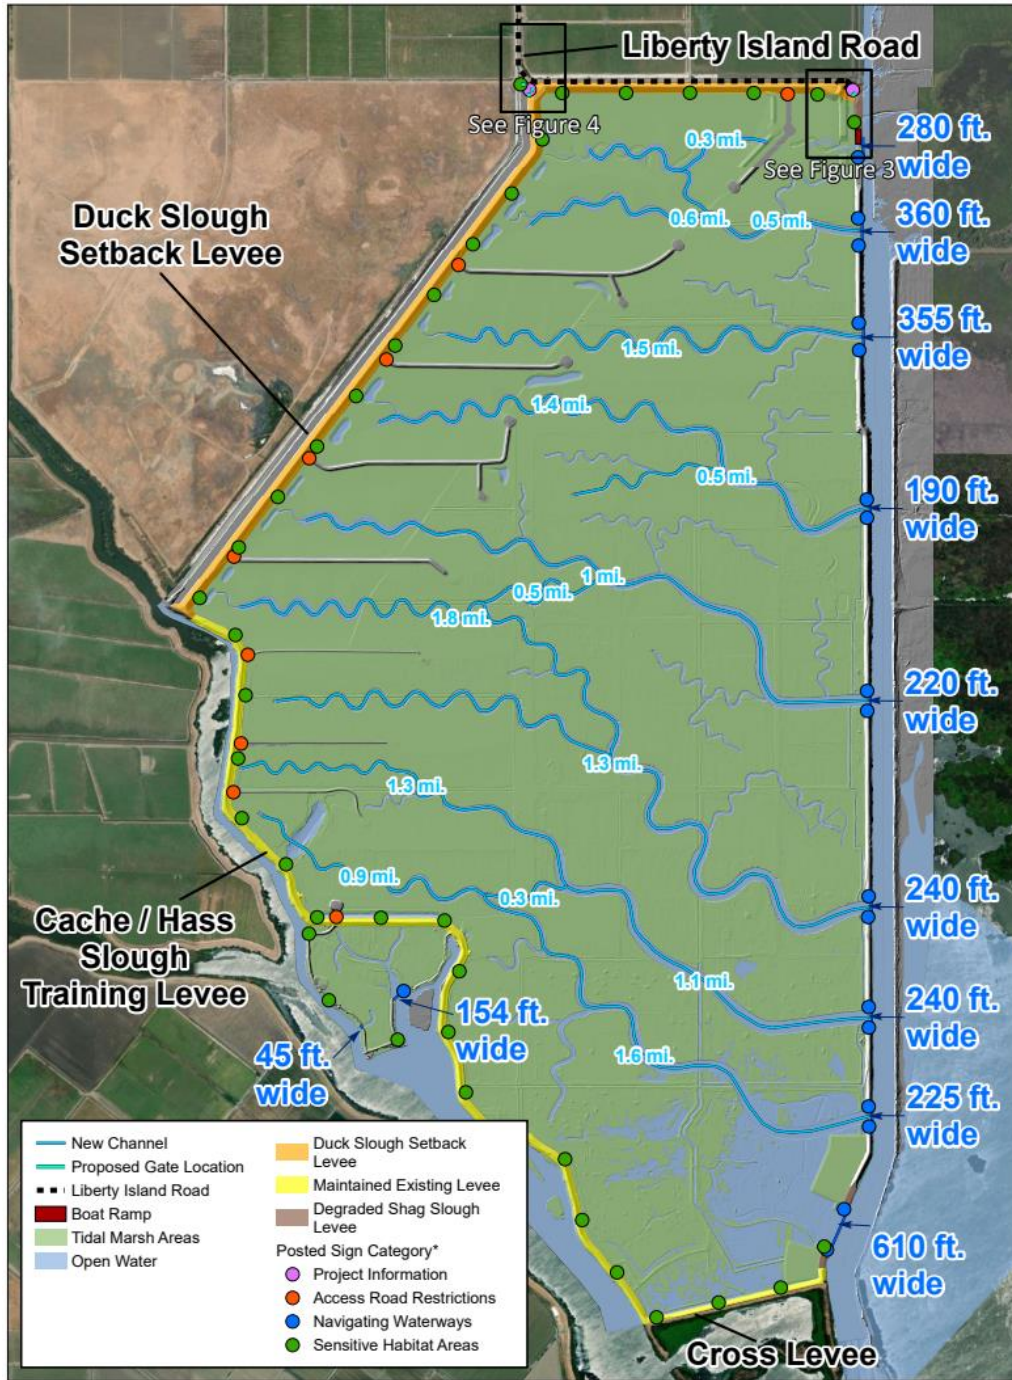 Liberty Island Road
See Figure 4
0.3 mi.
280 ft.
wide
See Figure 3
Duck Slough
Setback Levee
0.6 mi.
0.5 mi.
360 ft.
wide
355 ft.
wide
1.5 mi.
1.4 mi.
0.5 mi.
190 ft.
wide
1 mi.
0.5 mi.
1.8 mi.
220 ft.
wide
1.3 mi.
1.3 mi.
0.9 mi.
0.3 mi.
240 ft.
wide
Cache / Hass
Slough
Training Levee
1.1 mi.
240 ft.
wide
154 ft.
wide
45 ft.
wide
1.6 mi.
225 ft.
wide
610 ft.
wide
Cross Levee
New Channel
Proposed Gate Location
Liberty Island Road
Boat Ramp
Tidal Marsh Areas
Open Water
Duck Slough Setback
Levee
Maintained Existing Levee
Degraded Shag Slough
Levee
Posted Sign Category*
Project Information
Access Road Restrictions
Navigating Waterways
Sensitive Habitat Areas